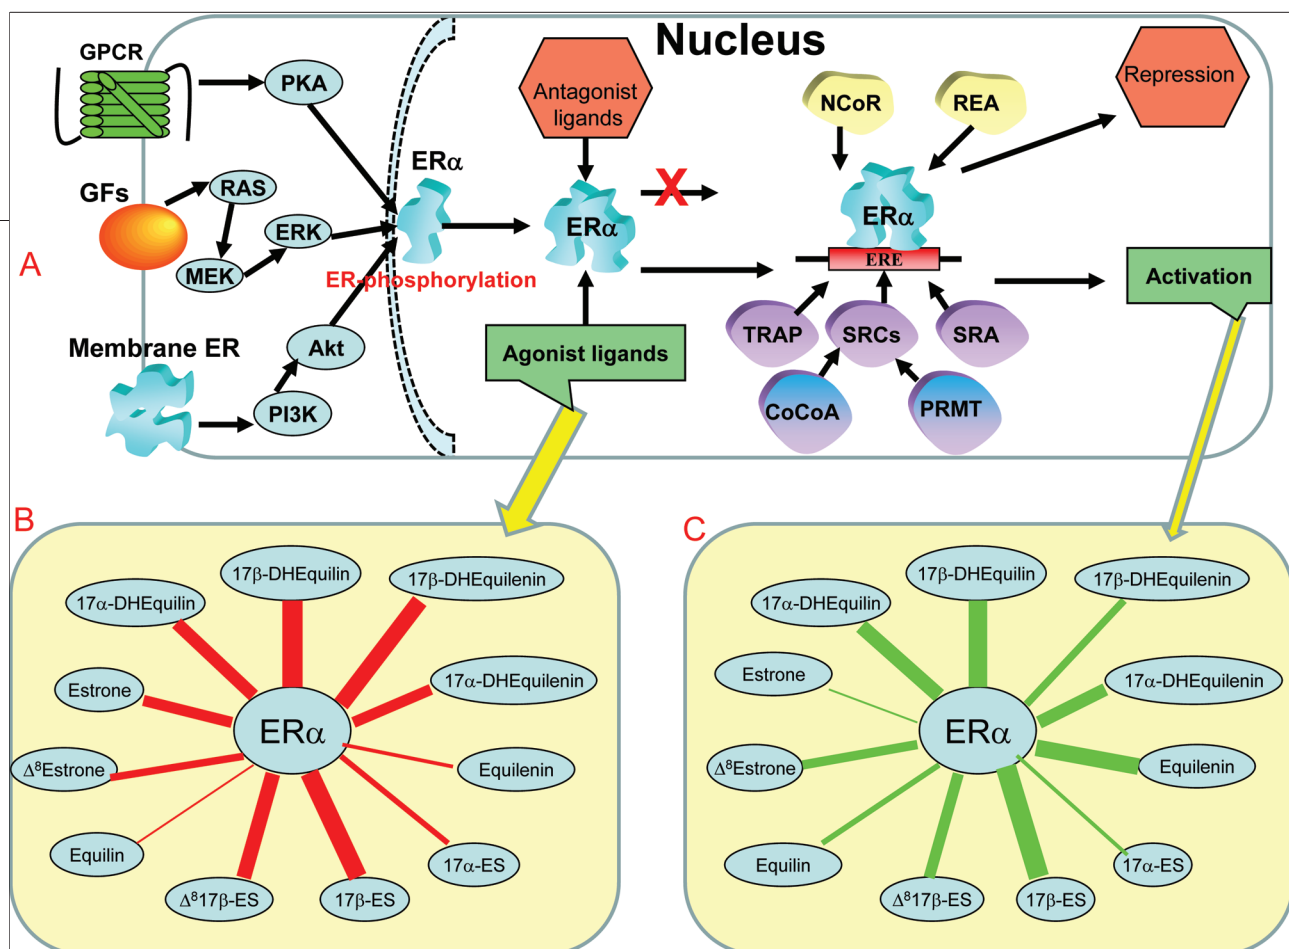 Nucleus
GPCR
PKA
Antagonist
ligands
NCoR
REA
Repression
ERα
GFs
RAS
X
ERα
ERα
ERK
A
MEK
ER-phosphorylation
ERE
Activation
TRAP
SRCs
SRA
Membrane ER
Akt
Agonist ligands
PI3K
CoCoA
PRMT
B
17β-DHEquilin
17β-DHEquilenin
17α-DHEquilin
Estrone
17α-DHEquilenin
ERα
Δ⁸Estrone
Equilenin
Equilin
17α-ES
Δ⁸17β-ES
17β-ES
C
17β-DHEquilin
17β-DHEquilenin
17α-DHEquilin
Estrone
17α-DHEquilenin
ERα
Δ⁸Estrone
Equilenin
Equilin
17α-ES
Δ⁸17β-ES
17β-ES